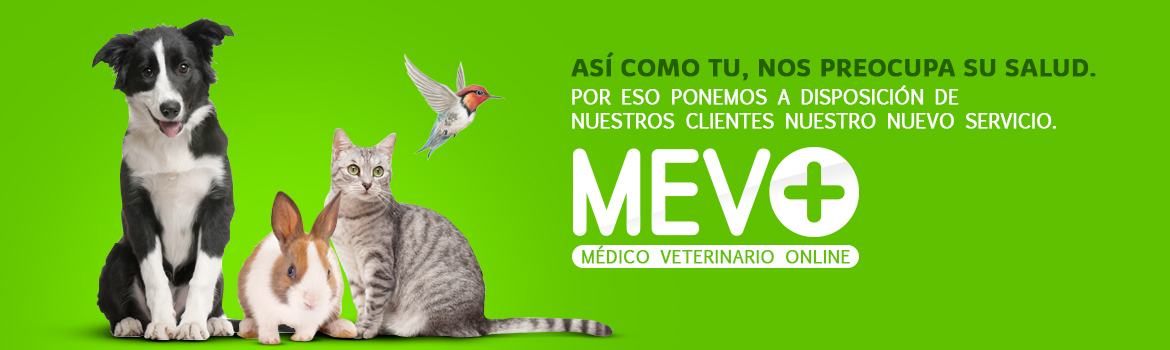 ASÍ COMO TU, NOS PREOCUPA SU SALUD.
POR ESO PONEMOS A DISPOSICIÓN DE
NUESTROS CLIENTES NUESTRO NUEVO SERVICIO.
MEVO
MÉDICO VETERINARIO ONLINE